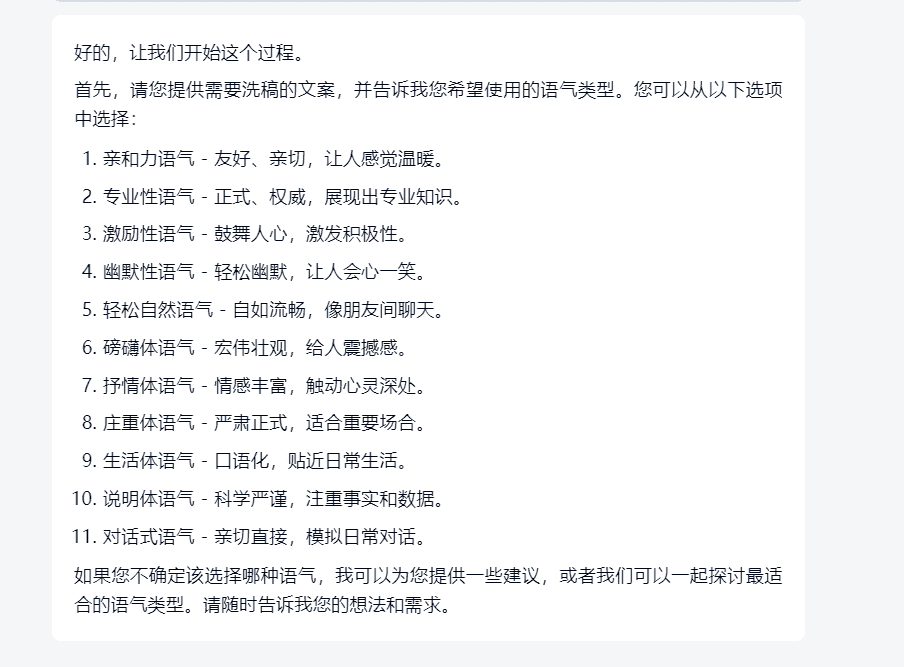 好的，让我们开始这个过程。
首先，请您提供需要洗稿的文案，并告诉我您希望使用的语气类型。您可以从以下选项
中选择：
1. 亲和力语气 - 友好、亲切，让人感觉温暖。
2. 专业性语气 - 正式、权威，展现出专业知识。
3. 激励性语气 - 鼓舞人心，激发积极性。
4. 幽默性语气 - 轻松幽默，让人会心一笑。
5. 轻松自然语气 - 自如流畅，像朋友间聊天。
6. 磅礴体语气 - 宏伟壮观，给人震撼感。
7. 抒情体语气 - 情感丰富，触动心灵深处。
8. 庄重体语气 - 严肃正式，适合重要场合。
9. 生活体语气 - 口语化，贴近日常生活。
10. 说明体语气 - 科学严谨，注重事实和数据。
11. 对话式语气 - 亲切直接，模拟日常对话。
如果您不确定该选择哪种语气，我可以为您提供一些建议，或者我们可以一起探讨最适
合的语气类型。请随时告诉我您的想法和需求。